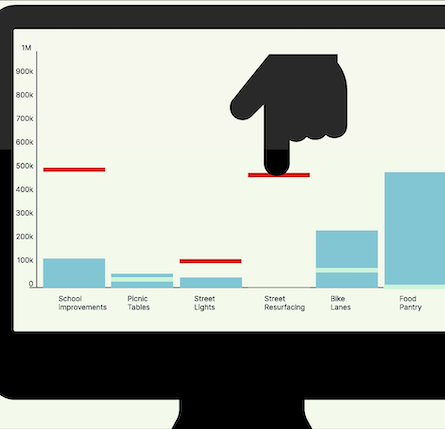 1M
900k
800k
700k
600k
500k
400k
300k
200k
100k
0
School
Improvements
Picnic
Tables
Street
Lights
Street
Resurfacing
Bike
Lanes
Food
Pantry